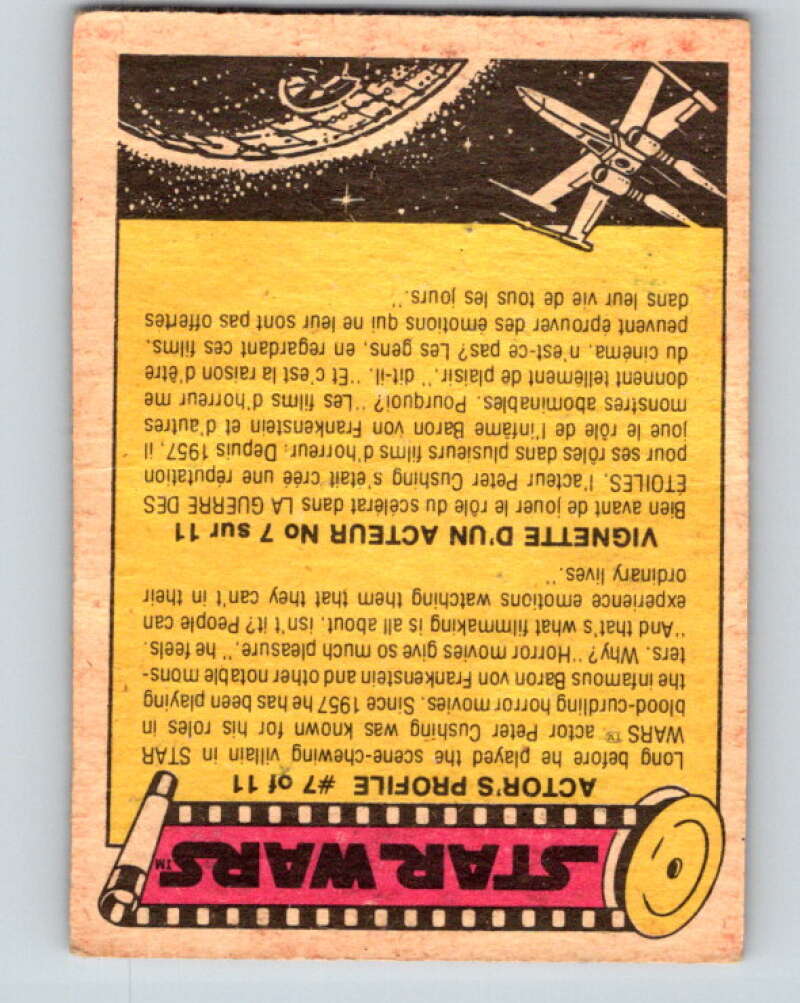 STAR WARS™
ACTOR'S PROFILE #7 of 11
Long before he played the scene-chewing villain in STAR
WARS™ actor Peter Cushing was known for his roles in
blood-curdling horror movies. Since 1957 he has been playing
the infamous Baron von Frankenstein and other notable mons-
ters. Why? "Horror movies give so much pleasure," he feels.
"And that's what filmmaking is all about, isn't it? People can
experience emotions watching them that they can't in their
ordinary lives."
VIGNETTE D'UN ACTEUR No 7 sur 11
Bien avant de jouer le rôle du scélérat dans LA GUERRE DES
ÉTOILES, l'acteur Peter Cushing s'était créé une réputation
pour ses rôles dans plusieurs films d'horreur. Depuis 1957, il
joue le rôle de l'infâme Baron von Frankenstein et d'autres
monstres abominables. Pourquoi? "Les films d'horreur me
donnent tellement de plaisir", dit-il. "Et c'est la raison d'être
du cinéma, n'est-ce pas? Les gens, en regardant ces films,
peuvent éprouver des émotions qui ne leur sont pas offertes
dans leur vie de tous les jours."